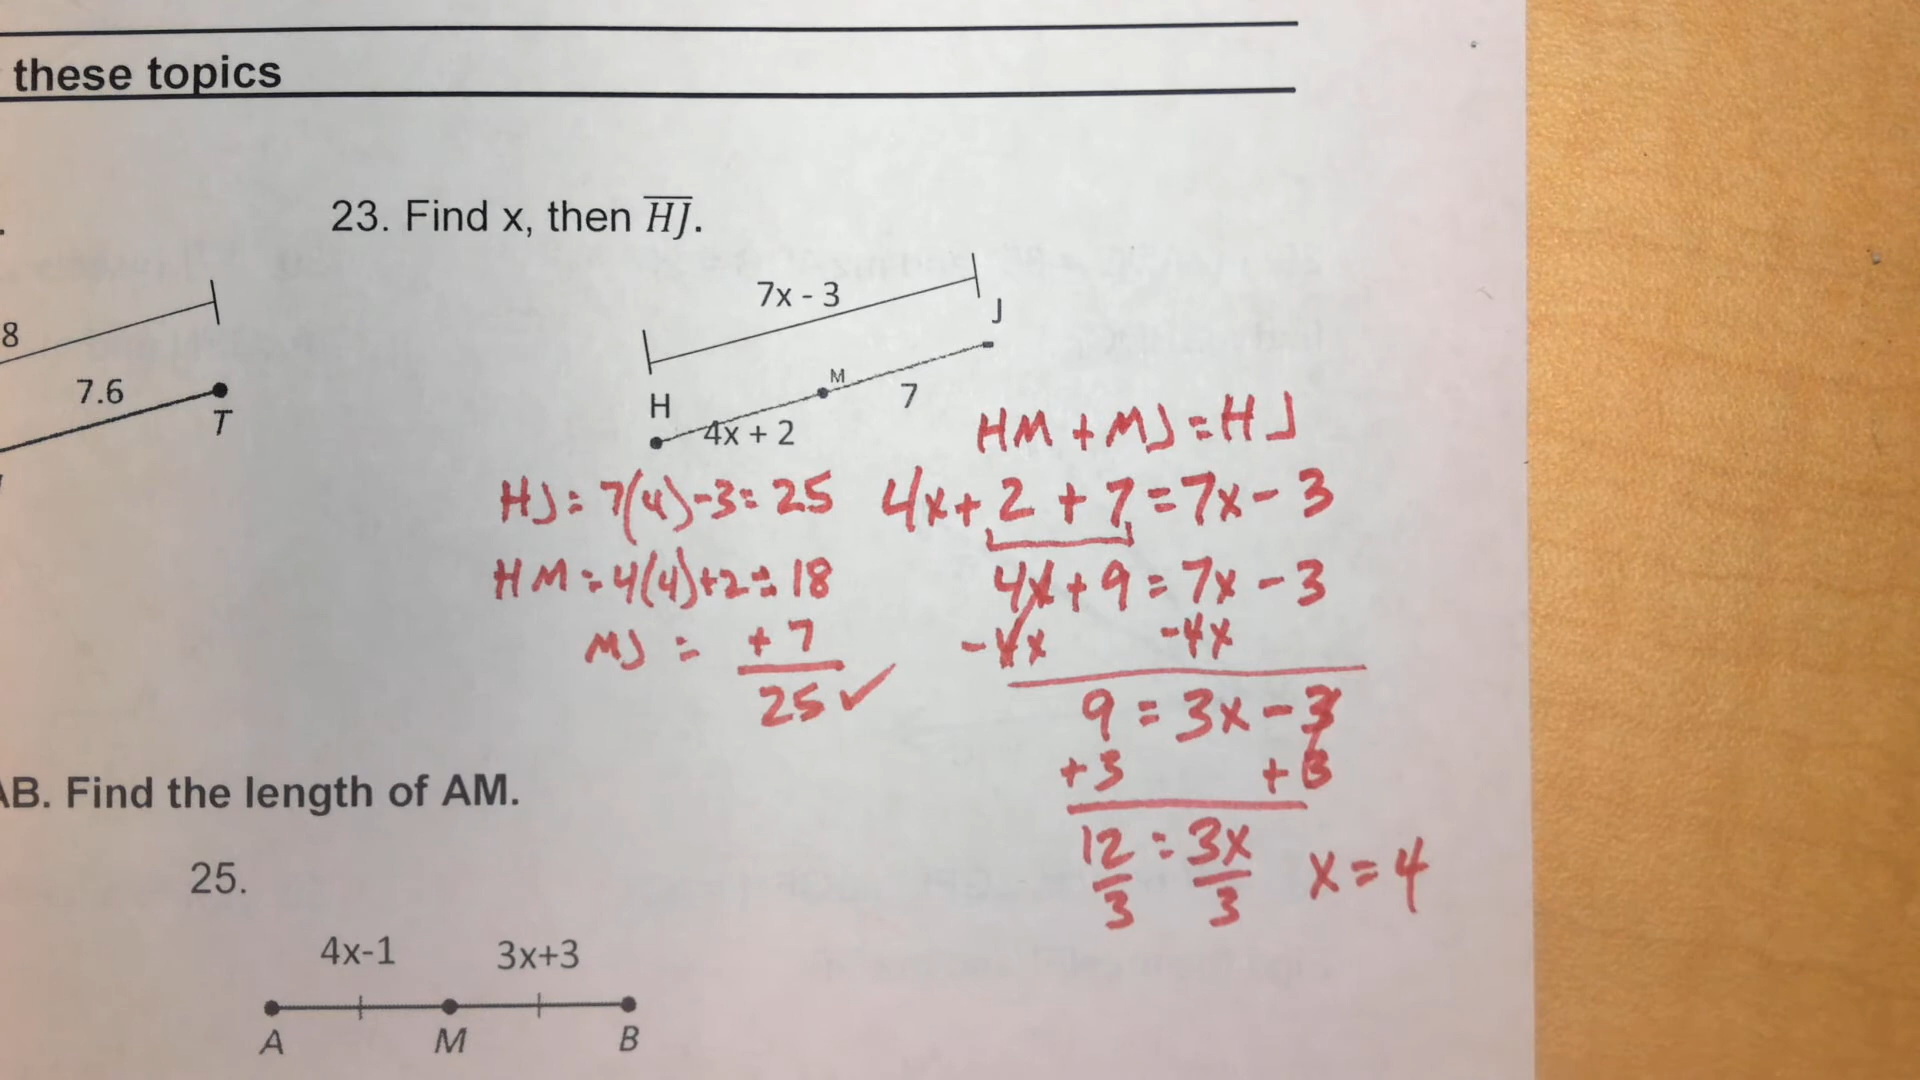 these topics
23. Find x, then HJ.
7x - 3
J
8
M
7.6
7
H
T
4x + 2
HM + MJ = HJ
HJ = 7(4) - 3 = 25
4x + 2 + 7 = 7x - 3
HM = 4(4) + 2 = 18
4x + 9 = 7x - 3
MJ = + 7
-4x -4x
25 ✓
9 = 3x - 3
+3 +3
AB. Find the length of AM.
12 = 3x
3 3
x = 4
25.
4x-1 3x+3
A M B